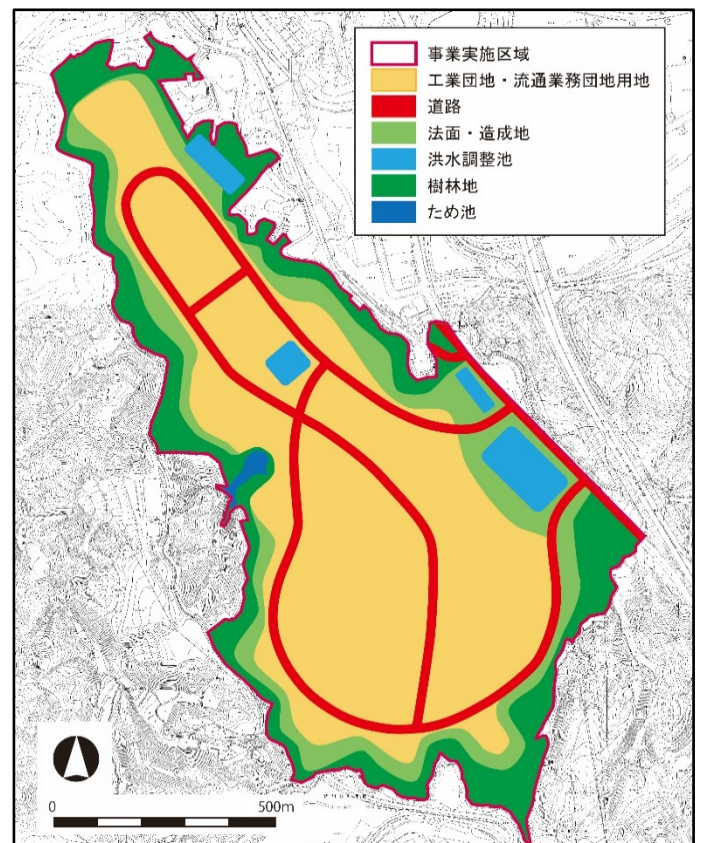 事業実施区域
工業団地・流通業務団地用地
道路
法面・造成地
洪水調整池
樹林地
ため池
0
500m